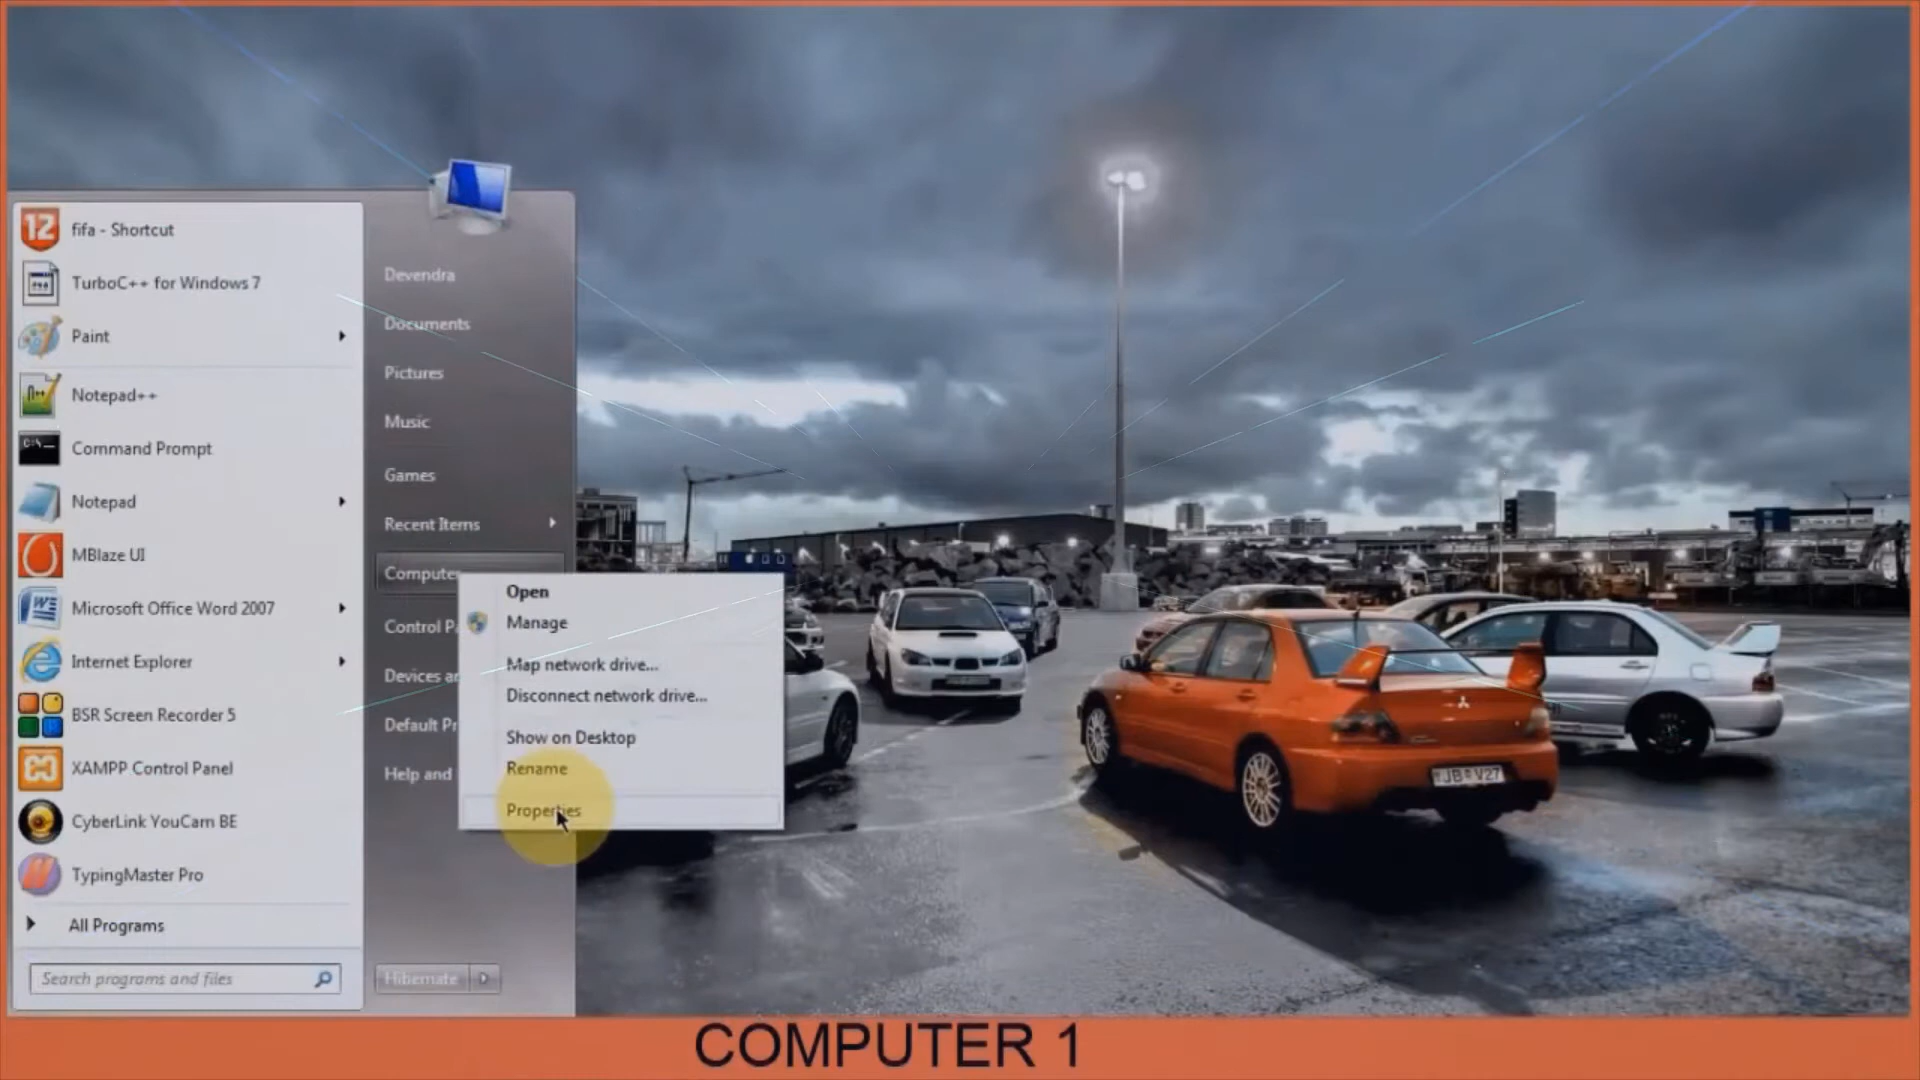 12
fifa - Shortcut
TurboC++ for Windows 7
Paint
Notepad++
Command Prompt
Notepad
MBlaze UI
Microsoft Office Word 2007
Internet Explorer
BSR Screen Recorder 5
XAMPP Control Panel
CyberLink YouCam BE
TypingMaster Pro
All Programs
Search programs and files
Devendra
Documents
Pictures
Music
Games
Recent Items
Computer
Control P
Devices a
Default Pr
Help and
Hibernate
Open
Manage
Map network drive...
Disconnect network drive...
Show on Desktop
Rename
Properties
COMPUTER 1